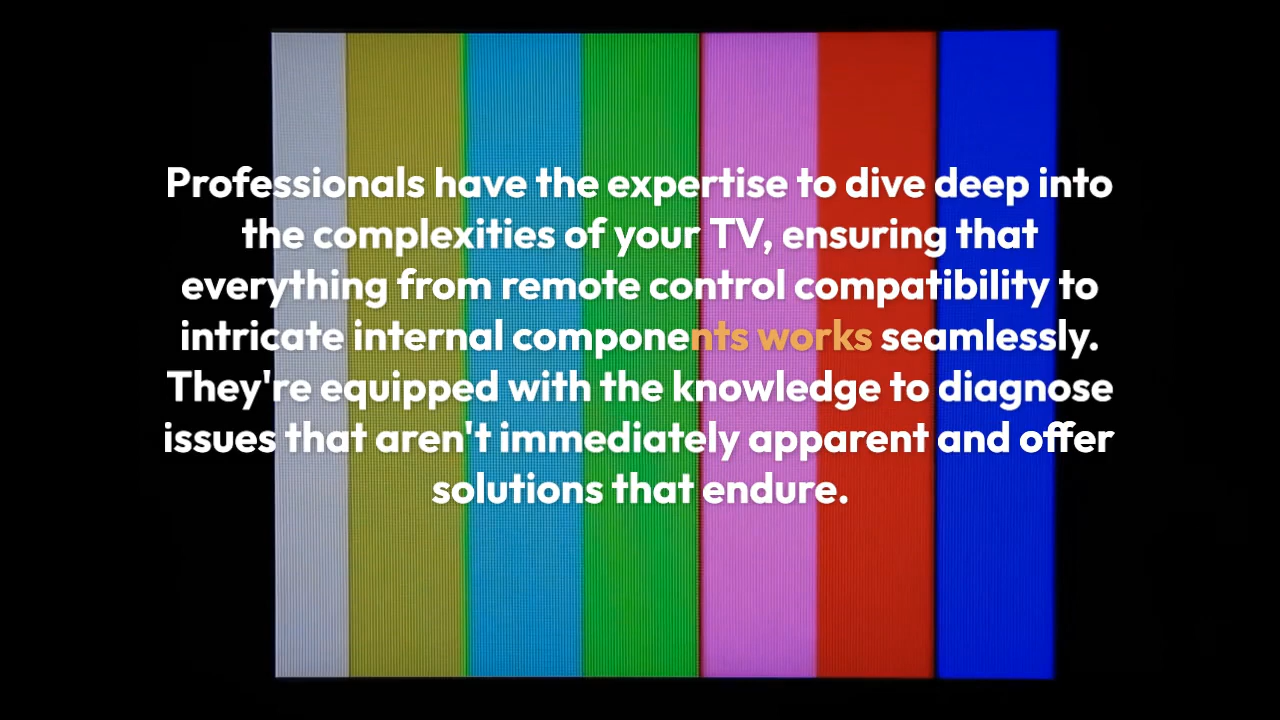 Professionals have the expertise to dive deep into
the complexities of your TV, ensuring that
everything from remote control compatibility to
intricate internal components works seamlessly.
They're equipped with the knowledge to diagnose
issues that aren't immediately apparent and offer
solutions that endure.